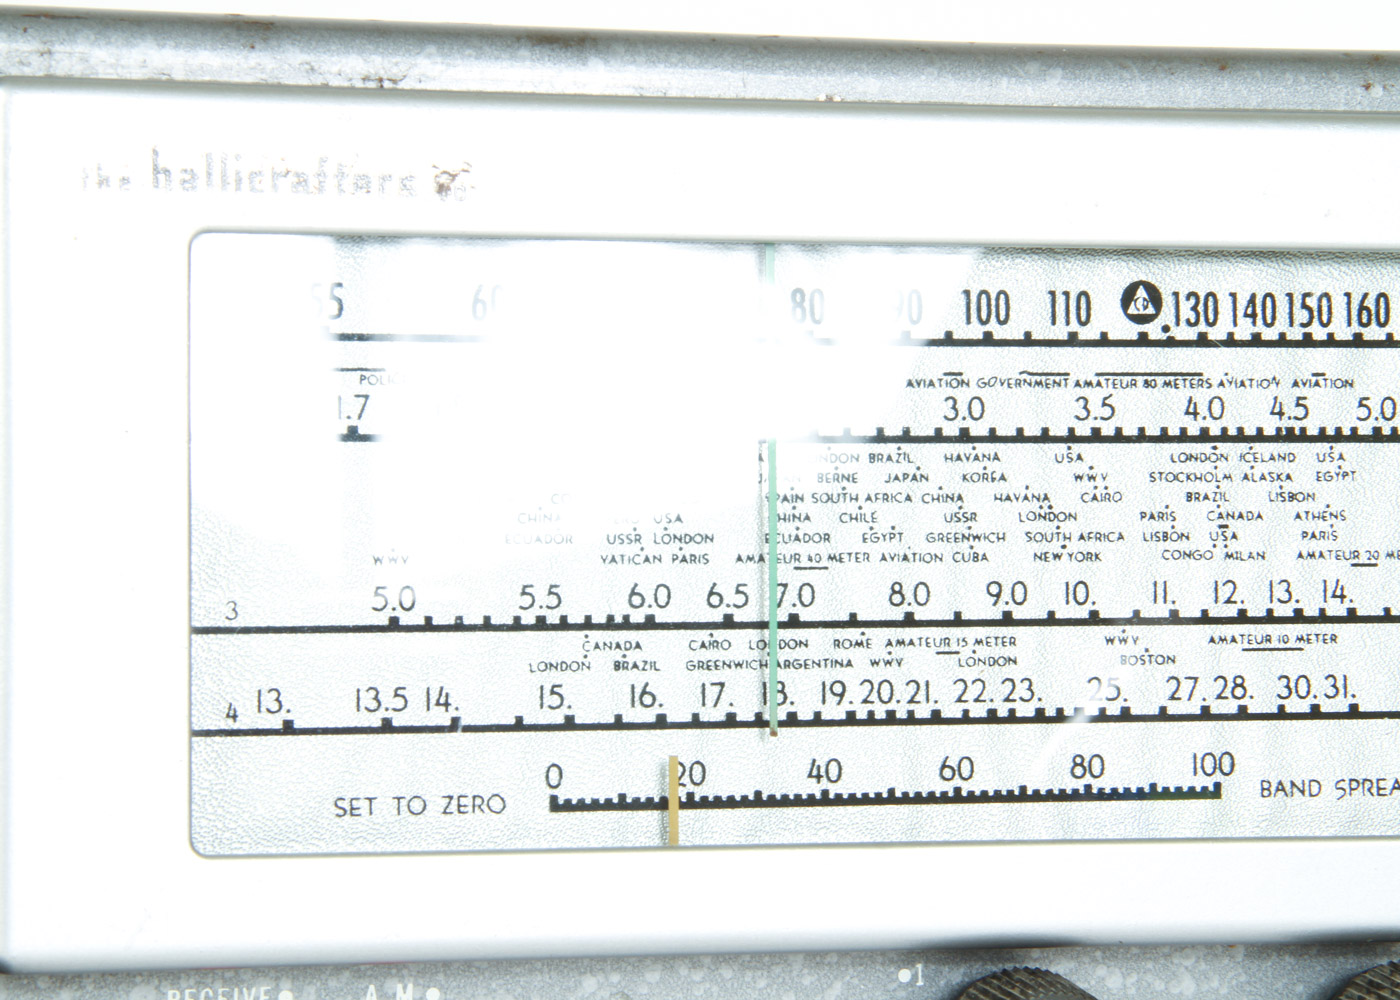 the hallicrafters co.
55 60 80 90 100 110 CD 130 140 150 160
AVIATION GOVERNMENT AMATEUR 80 METERS AVIATION AVIATION
1.7 3.0 3.5 4.0 4.5 5.0
BRAZIL HAVANA USA LONDON ICELAND USA
BERNE JAPAN KOREA WWV STOCKHOLM ALASKA EGYPT
SPAIN SOUTH AFRICA CHINA HAVANA CAIRO BRAZIL LISBON
CHINA USA CHINA CHILE USSR LONDON PARIS CANADA ATHENS
ECUADOR USSR LONDON ECUADOR EGYPT GREENWICH SOUTH AFRICA LISBON USA PARIS
WWV VATICAN PARIS AMATEUR 40 METER AVIATION CUBA NEW YORK CONGO MILAN AMATEUR 20
3 5.0 5.5 6.0 6.5 7.0 8.0 9.0 10. 11. 12. 13. 14.
CANADA CAIRO LONDON ROME AMATEUR 15 METER WWV AMATEUR 10 METER
LONDON BRAZIL GREENWICH ARGENTINA WWV LONDON BOSTON
4 13. 13.5 14. 15. 16. 17. 18. 19. 20. 21. 22. 23. 25. 27. 28. 30. 31.
0 20 40 60 80 100
SET TO ZERO BAND SPREA
RECEIVE A.M. 1